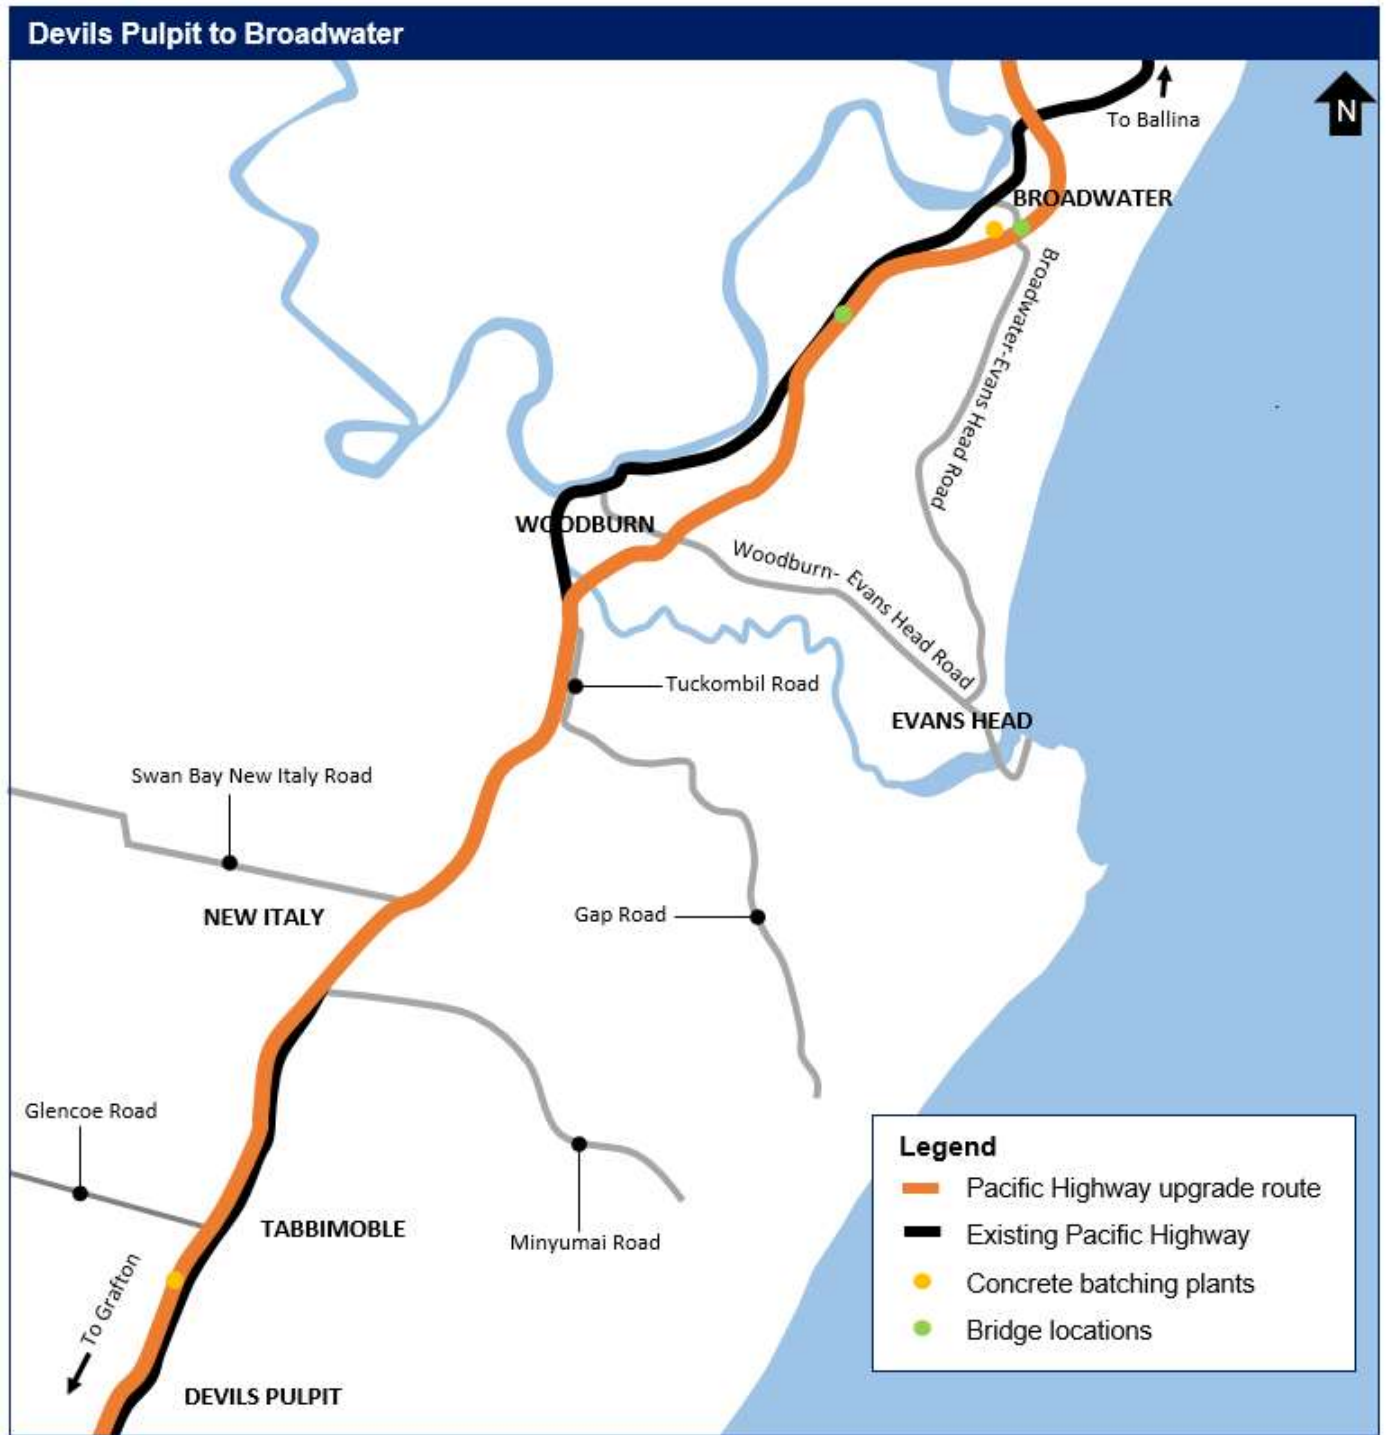 Devils Pulpit to Broadwater
N
To Ballina
BROADWATER
Broadwater-Evans Head Road
WOODBURN
Woodburn- Evans Head Road
Tuckombil Road
EVANS HEAD
Swan Bay New Italy Road
NEW ITALY
Gap Road
Glencoe Road
TABBIMOBLE
Minyumai Road
To Grafton
DEVILS PULPIT
Legend
Pacific Highway upgrade route
Existing Pacific Highway
Concrete batching plants
Bridge locations